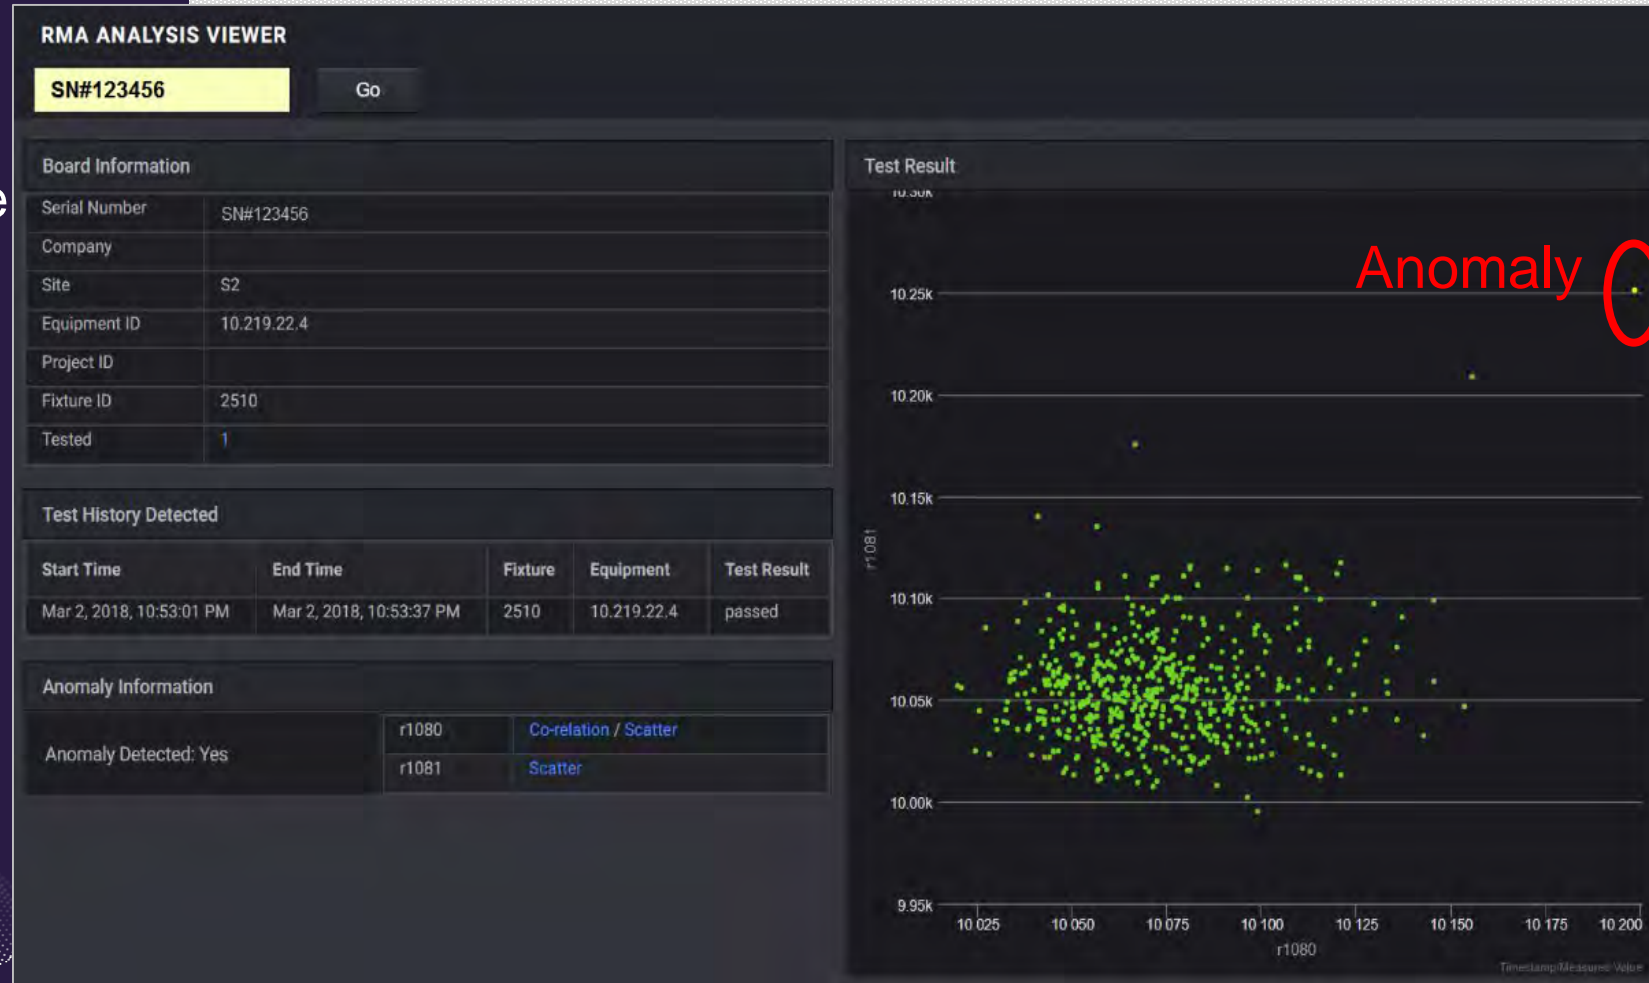 RMA ANALYSIS VIEWER
SN#123456 Go
Board Information
Serial Number SN#123456
Company
Site S2
Equipment ID 10.219.22.4
Project ID
Fixture ID 2510
Tested 1
Test History Detected
Start Time End Time Fixture Equipment Test Result
Mar 2, 2018, 10:53:01 PM Mar 2, 2018, 10:53:37 PM 2510 10.219.22.4 passed
Anomaly Information
Anomaly Detected: Yes
r1080 Co-relation / Scatter
r1081 Scatter
Test Result
10.30k
Anomaly
10.25k
10.20k
10.15k
r1081
10.10k
10.05k
10.00k
9.95k
10 025 10 050 10 075 10 100 10 125 10 150 10 175 10 200
r1080
Timestamp/Measured Value
e